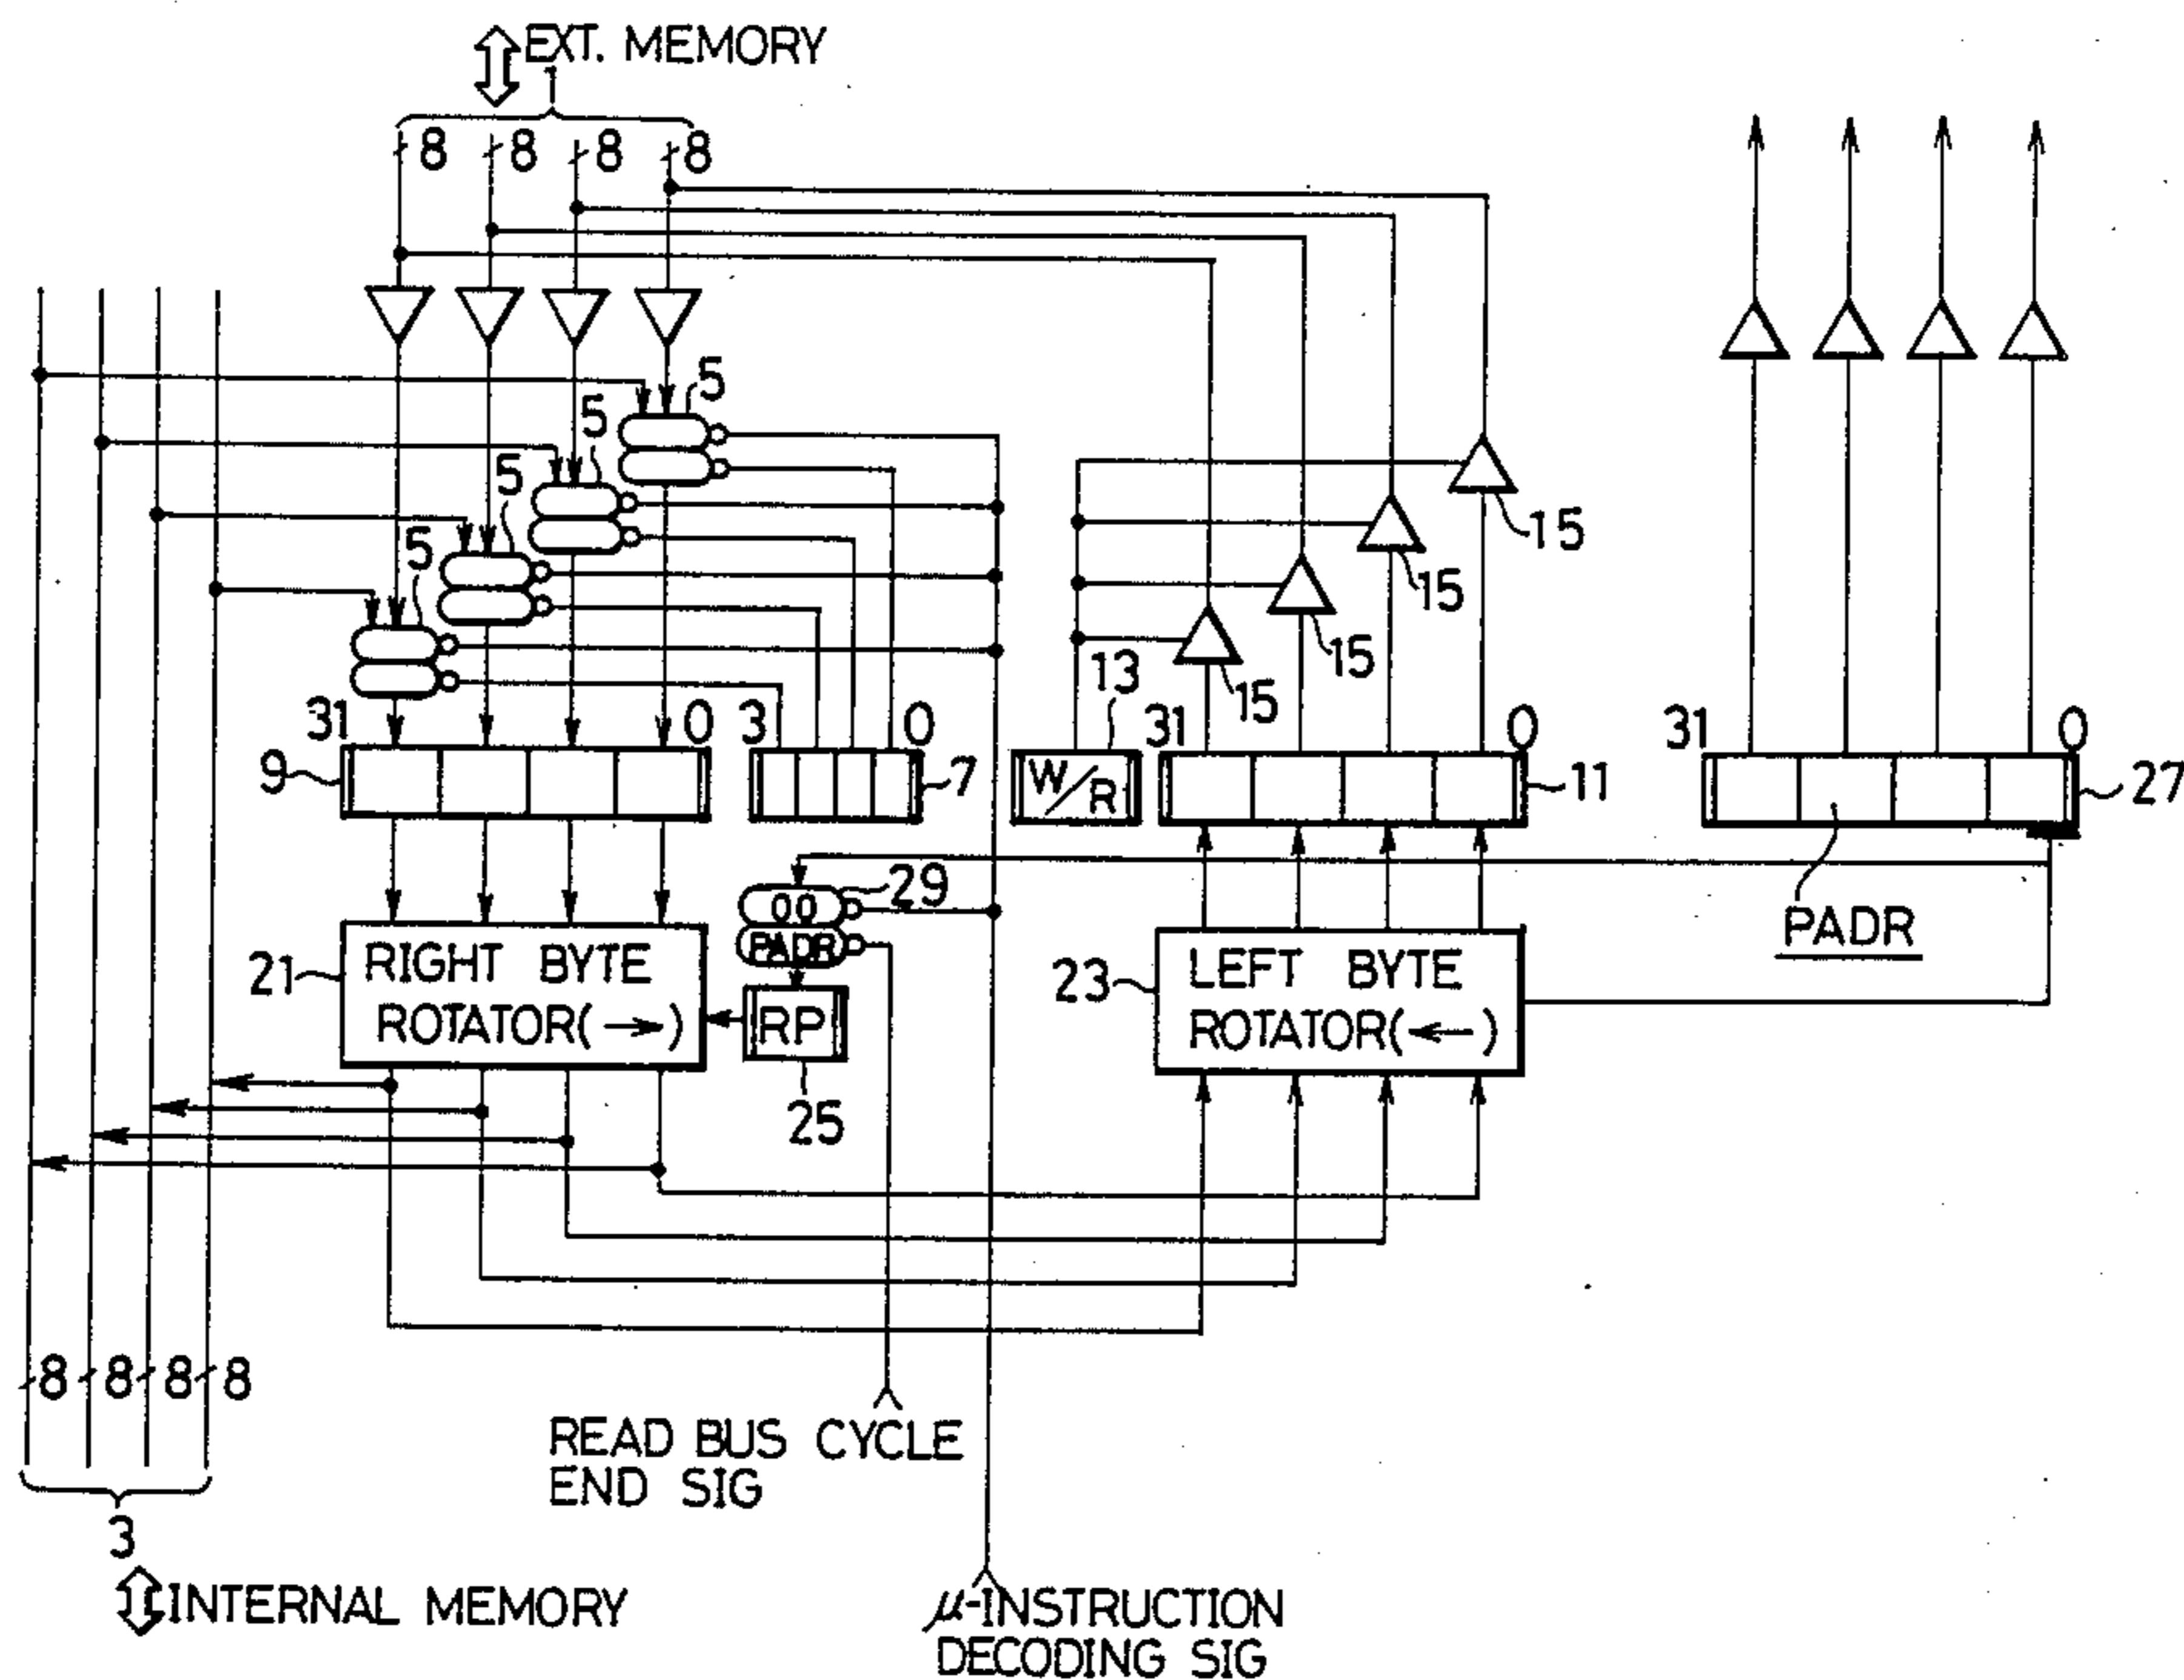 EXT. MEMORY
1
8 8 8 8
5
5
5
5
15
15
15
15
13
31 0 3 0 31 0 31 0
9 7 W/R 11 27
29
00
PADR
PADR
21 RIGHT BYTE
ROTATOR(→)
RP
25
23 LEFT BYTE
ROTATOR(←)
8 8 8 8
READ BUS CYCLE
END SIG
3
INTERNAL MEMORY
μ-INSTRUCTION
DECODING SIG